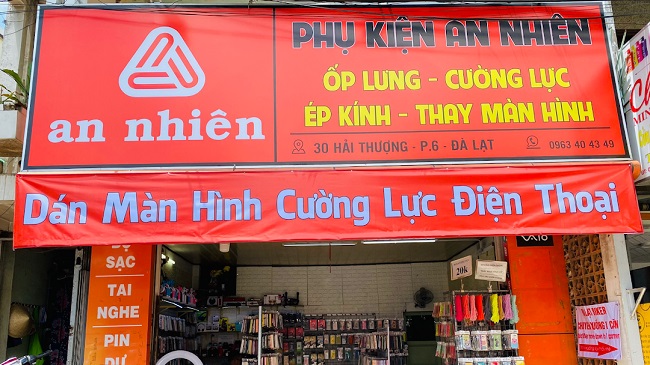 PHỤ KIỆN AN NHIÊN
an nhiên
ỐP LƯNG - CƯỜNG LỰC
ÉP KÍNH - THAY MÀN HÌNH
30 HẢI THƯỢNG - P.6 - ĐÀ LẠT
0963 40 43 49
Dán Màn Hình Cường Lực Điện Thoại
SẠC
TAI
NGHE
PIN
DỰ
20k